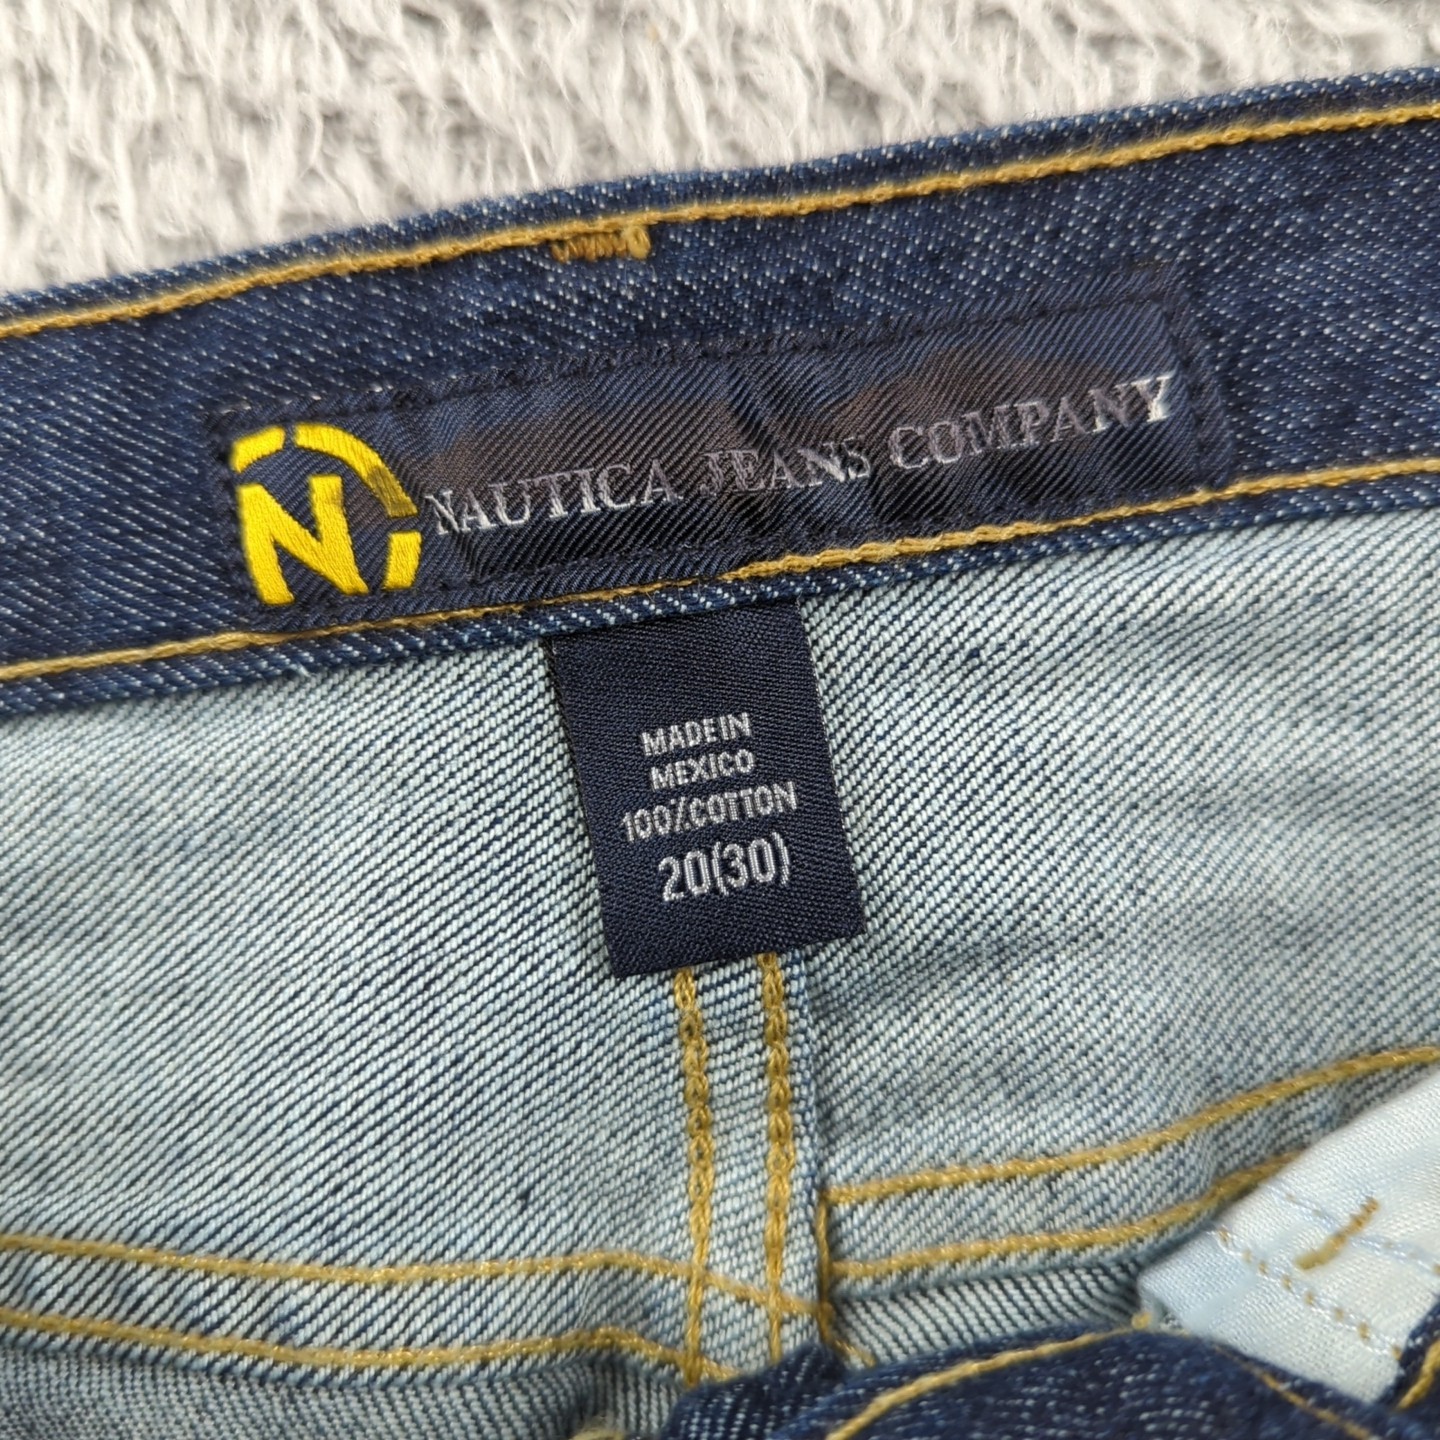 N
NAUTICA JEANS COMPANY
MADE IN
MEXICO
100%COTTON
20(30)